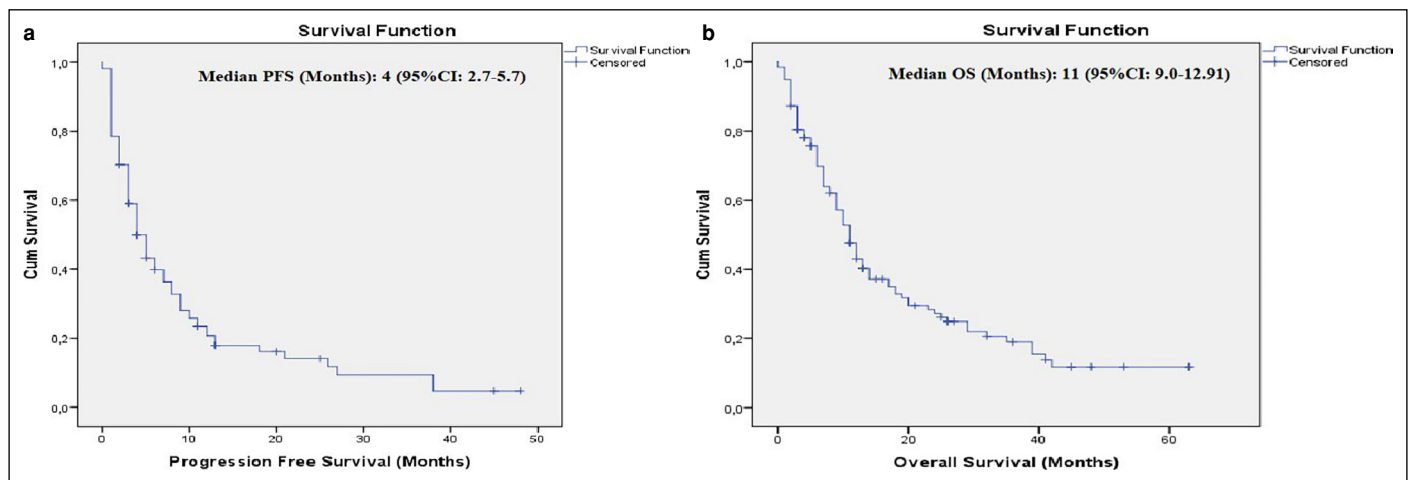 a
Survival Function
Survival Function
Censored
Median PFS (Months): 4 (95%CI: 2.7-5.7)
1,0
0,8
0,6
0,4
0,2
0,0
Cum Survival
0 10 20 30 40 50
Progression Free Survival (Months)
b
Survival Function
Survival Function
Censored
Median OS (Months): 11 (95%CI: 9.0-12.91)
1,0
0,8
0,6
0,4
0,2
0,0
Cum Survival
0 20 40 60
Overall Survival (Months)